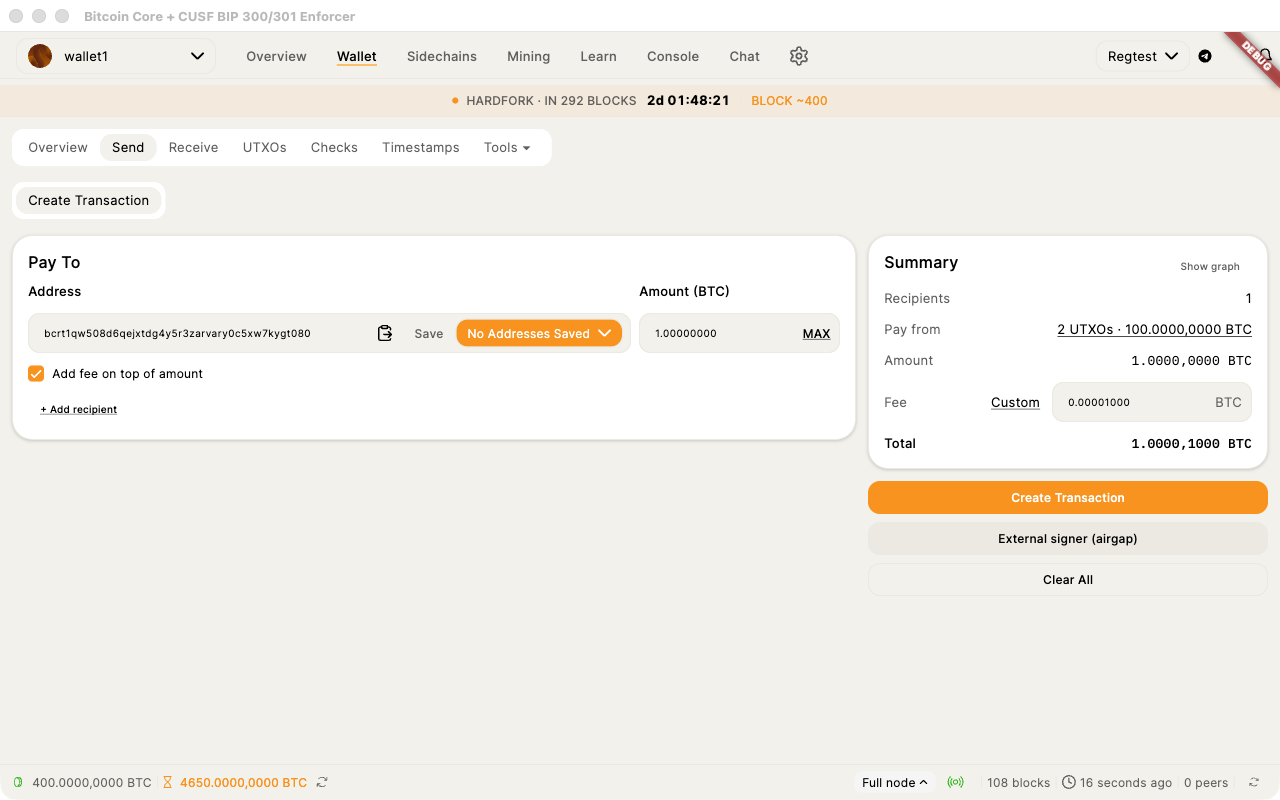 Bitcoin Core + CUSF BIP 300/301 Enforcer
wallet1 Overview Wallet Sidechains Mining Learn Console Chat Regtest DEBUG
HARDFORK · IN 292 BLOCKS 2d 01:48:21 BLOCK ~400
Overview Send Receive UTXOs Checks Timestamps Tools
Create Transaction
Pay To
Address Amount (BTC)
bcrt1qw508d6qejxtdg4y5r3zarvary0c5xw7kygt080 Save No Addresses Saved 1.00000000 MAX
Add fee on top of amount
+ Add recipient
Summary Show graph
Recipients 1
Pay from 2 UTXOs · 100.0000,0000 BTC
Amount 1.0000,0000 BTC
Fee Custom 0.00001000 BTC
Total 1.0000,1000 BTC
Create Transaction
External signer (airgap)
Clear All
400.0000,0000 BTC 4650.0000,0000 BTC Full node 108 blocks 16 seconds ago 0 peers